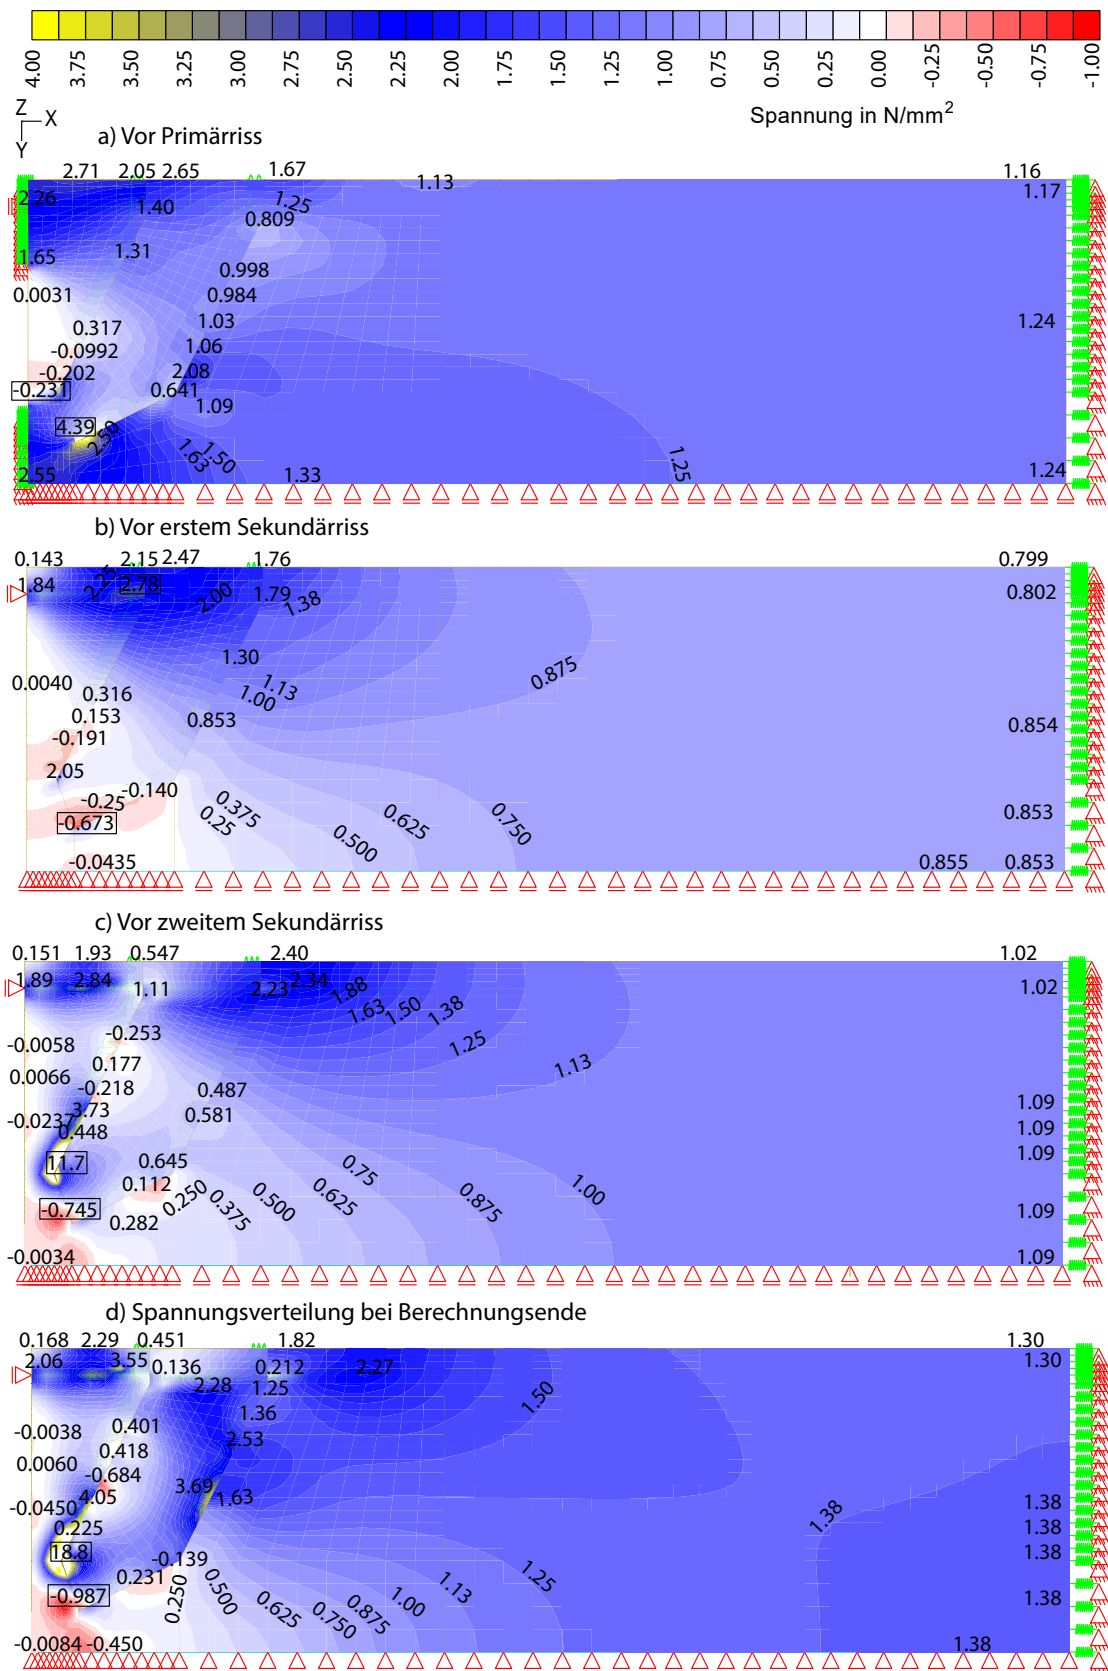 4.00 3.75 3.50 3.25 3.00 2.75 2.50 2.25 2.00 1.75 1.50 1.25 1.00 0.75 0.50 0.25 0.00 -0.25 -0.50 -0.75 -1.00
Spannung in N/mm²
Z
X
Y
a) Vor Primärriss
2.71 2.05 2.65 1.67 1.13 1.16
2.26 1.40 1.25 1.17
0.809
1.65 1.31
0.998
0.0031 0.984
0.317 1.03 1.24
-0.0992 1.06
-0.202 2.08
-0.231 0.641
1.09
4.39 2.50
1.63 1.50 1.25
2.55 1.33 1.24
b) Vor erstem Sekundärriss
0.143 2.15 2.47 1.76 0.799
1.84 2.25 2.78 2.00 1.79 1.38 0.802
1.30
0.0040 0.316 1.00 1.13 0.875
0.153 0.853 0.854
-0.191
2.05
-0.25 -0.140 0.375
-0.673 0.25 0.500 0.625 0.750 0.853
-0.0435 0.855 0.853
c) Vor zweitem Sekundärriss
0.151 1.93 0.547 2.40 1.02
1.89 2.84 1.11 2.23 2.34 1.88 1.02
1.63 1.50 1.38
-0.253
-0.0058 1.25
0.177 1.13
0.0066
-0.218 0.487
3.73 1.09
-0.0237 0.581
0.448 1.09
11.7 0.645 0.75 1.09
0.112 0.250 0.500 0.625 0.875 1.00
-0.745 0.282 0.375 1.09
-0.0034 1.09
d) Spannungsverteilung bei Berechnungsende
0.168 2.29 0.451 1.82 1.30
2.06 3.55 0.136 0.212 2.27 1.30
2.28 1.25 1.50
1.36
-0.0038 0.401
0.418 2.53
0.0060
-0.684
3.69
4.05 1.63 1.38
-0.0450 1.38
0.225 1.38
18.8 -0.139 1.38
0.231 0.500 1.13 1.25
-0.987 0.250 0.625 0.750 0.875 1.00 1.38
-0.0084 -0.450 1.38